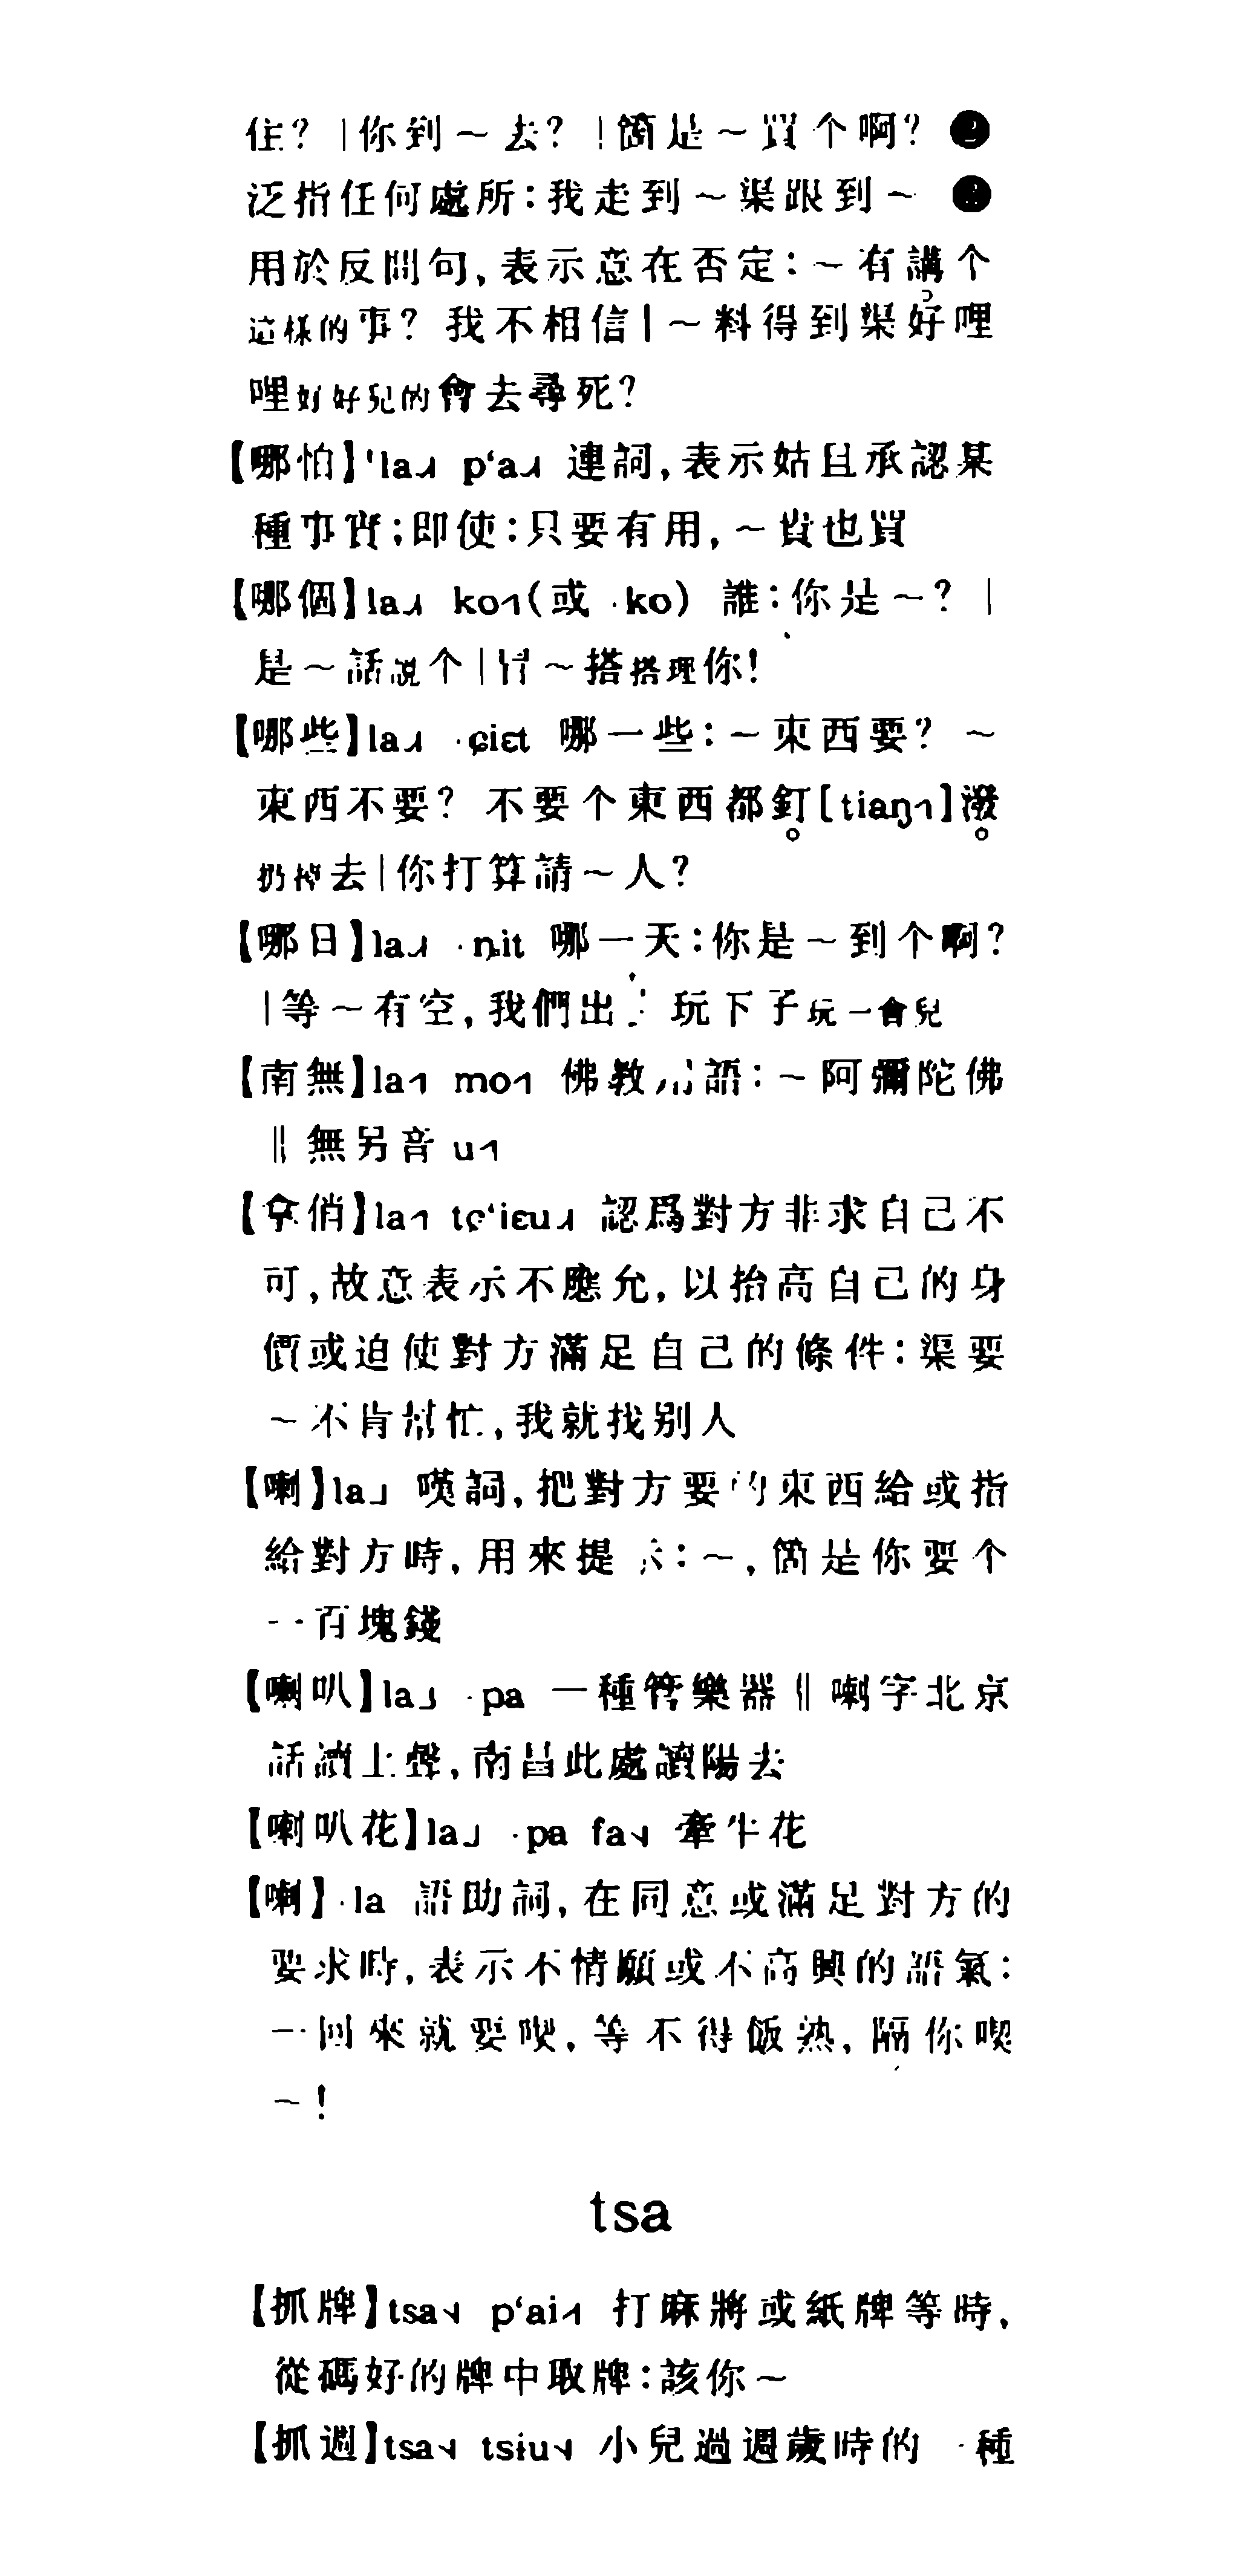 住？|你到～去？|箇是～買个啊？❷
泛指任何處所：我走到～渠跟到～ ❸
用於反問句，表示意在否定：～有講个
這樣的事？我不相信|～料得到渠好哩
哩好好兒的會去尋死？
【哪怕】ˈla˩˧ pʻa˩˧ 連詞，表示姑且承認某
種事實；即使：只要有用，～貴也買
【哪個】la˩˧ ko˧˥(或 ·ko) 誰：你是～？|
是～話説个|冐～搭搭理你！
【哪些】la˩˧ ·ɕiɛt 哪一些：～東西要？～
東西不要？不要个東西都釘[tiaŋ˧˥]潑
扔掉去|你打算請～人？
【哪日】la˩˧ ·ȵit 哪一天：你是～到个啊？
|等～有空，我們出 玩下子玩一會兒
【南無】la˧˥ mo˧˥ 佛教用語：～阿彌陀佛
‖無另音 u˧˥
【拿俏】la˧˥ tɕʻiɛu˩˧ 認爲對方非求自己不
可，故意表示不應允，以抬高自己的身
價或迫使對方滿足自己的條件：渠要
～不肯幫忙，我就找别人
【喇】la˩ 嘆詞，把對方要的東西給或指
給對方時，用來提示：～，箇是你要个
一百塊錢
【喇叭】la˩ ·pa 一種管樂器‖喇字北京
話讀上聲，南昌此處讀陽去
【喇叭花】la˩ ·pa fa˦˨ 牽牛花
【喇】·la 語助詞，在同意或滿足對方的
要求時，表示不情願或不高興的語氣：
一回來就要喫，等不得飯熟，隔你喫
～！
tsa
【抓牌】tsa˦˨ pʻai˧˥ 打麻將或紙牌等時，
從碼好的牌中取牌：該你～
【抓週】tsa˦˨ tsɨu˦˨ 小兒過週歲時的一種